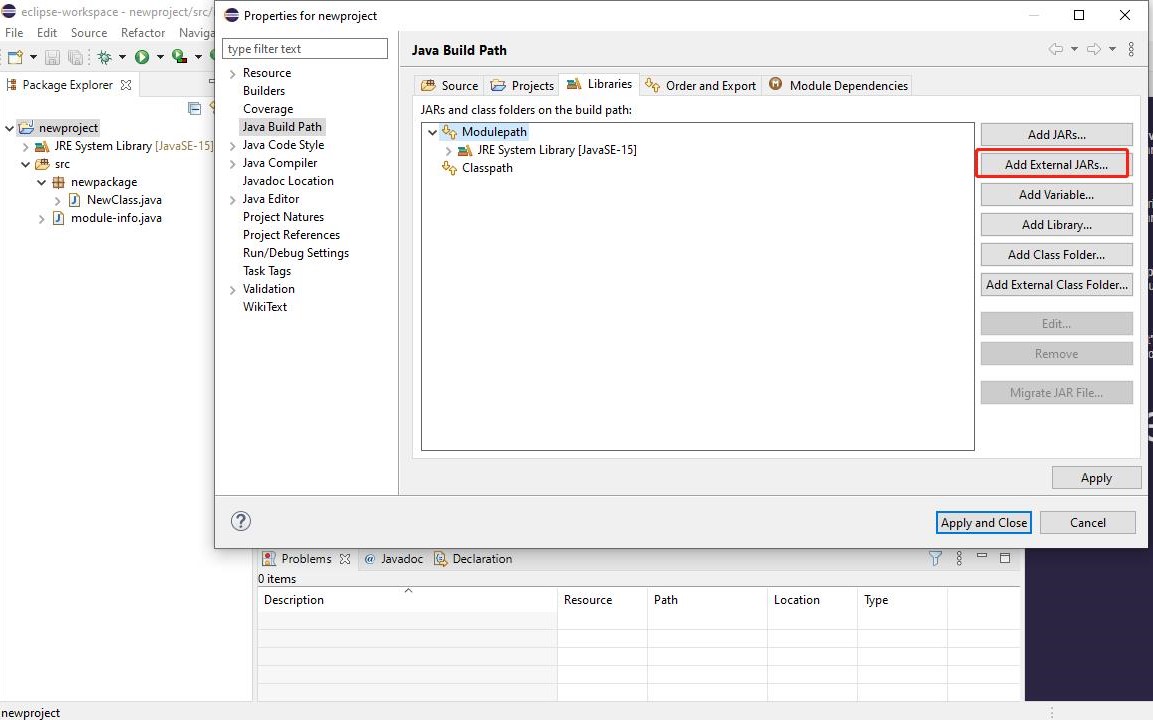 eclipse-workspace - newproject/src/
Properties for newproject
File Edit Source Refactor Naviga
type filter text
Java Build Path
Package Explorer
Resource
Builders
Coverage
Java Build Path
Java Code Style
Java Compiler
Javadoc Location
Java Editor
Project Natures
Project References
Run/Debug Settings
Task Tags
Validation
WikiText
Source Projects Libraries Order and Export Module Dependencies
JARs and class folders on the build path:
Modulepath
JRE System Library [JavaSE-15]
Classpath
Add JARs...
Add External JARs...
Add Variable...
Add Library...
Add Class Folder...
Add External Class Folder...
Edit...
Remove
Migrate JAR File...
Apply
Apply and Close Cancel
newproject
JRE System Library [JavaSE-15]
src
newpackage
NewClass.java
module-info.java
Problems @ Javadoc Declaration
0 items
Description Resource Path Location Type
newproject